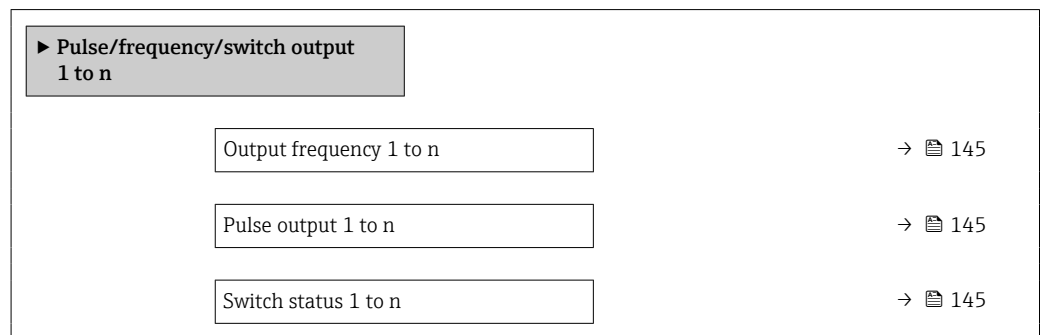 ▶ Pulse/frequency/switch output
1 to n
Output frequency 1 to n → 145
Pulse output 1 to n → 145
Switch status 1 to n → 145